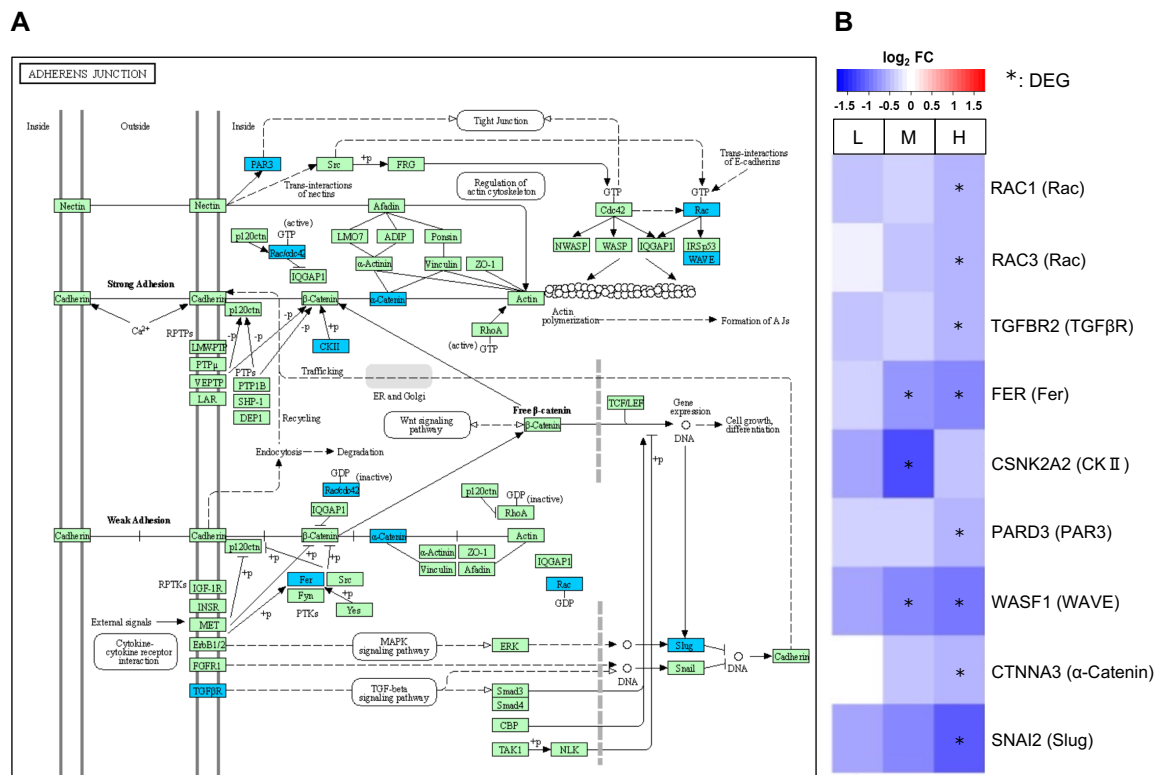 A
B
ADHERENS JUNCTION
log₂ FC
-1.5 -1 -0.5 0 0.5 1 1.5
*: DEG
Inside
Outside
Inside
Tight Junction
PAR3
Src
+p
FRG
Trans-interactions
of nectins
Regulation of
actin cytoskeleton
Trans-interactions
of E-cadherins
GTP
GTP
Nectin
Nectin
Afadin
Cdc42
Rac
p120ctn
(active)
GTP
Rac/cdc42
IQGAP1
LMO7
ADIP
Ponsin
α-Actinin
Vinculin
ZO-1
NWASP
WASP
IQGAP1
IRSp53
WAVE
Strong Adhesion
Cadherin
Cadherin
β-Catenin
α-Catenin
Actin
p120ctn
Ca²⁺
RPTPs
-p
-p
-p
-p
+p
CKII
RhoA
(active)
GTP
Actin
polymerization
Formation of AJs
LMW-PTP
PTPμ
VEPTP
LAR
PTPs
PTP1B
SHP-1
DEP1
Trafficking
ER and Golgi
Recycling
Wnt signaling
pathway
Free β-catenin
β-Catenin
TCF/LEF
Gene
expression
DNA
Cell growth,
differentiation
+p
Endocytosis
Degradation
GDP
(inactive)
Rac/cdc42
IQGAP1
p120ctn
GDP
(inactive)
RhoA
Weak Adhesion
Cadherin
Cadherin
β-Catenin
α-Catenin
Actin
p120ctn
+p
+p
+p
α-Actinin
ZO-1
Vinculin
Afadin
IQGAP1
Rac
GDP
RPTKs
IGF-1R
INSR
MET
ErbB1/2
FGFR1
TGFβR
+p
Fer
Src
Fyn
+p
PTKs
Yes
External signals
Cytokine-
cytokine receptor
interaction
MAPK
signaling pathway
ERK
Slug
DNA
Snail
DNA
Cadherin
TGF-beta
signaling pathway
Smad3
Smad4
CBP
TAK1
+p
NLK
L M H
* RAC1 (Rac)
* RAC3 (Rac)
* TGFBR2 (TGFβR)
* * FER (Fer)
* CSNK2A2 (CKⅡ)
* PARD3 (PAR3)
* * WASF1 (WAVE)
* CTNNA3 (α-Catenin)
* SNAI2 (Slug)